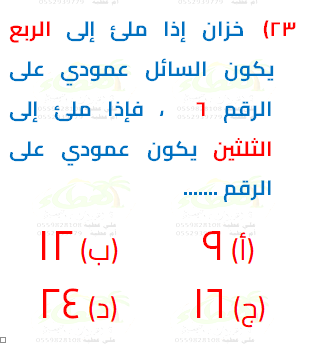 ٢٣) خزان إذا ملئ إلى الربع
يكون السائل عمودي على
الرقم ٦ ، فإذا ملئ إلى
الثلثين يكون عمودي على
الرقم .......
(أ) ٩ (ب) ١٢
(ج) ١٦ (د) ٢٤